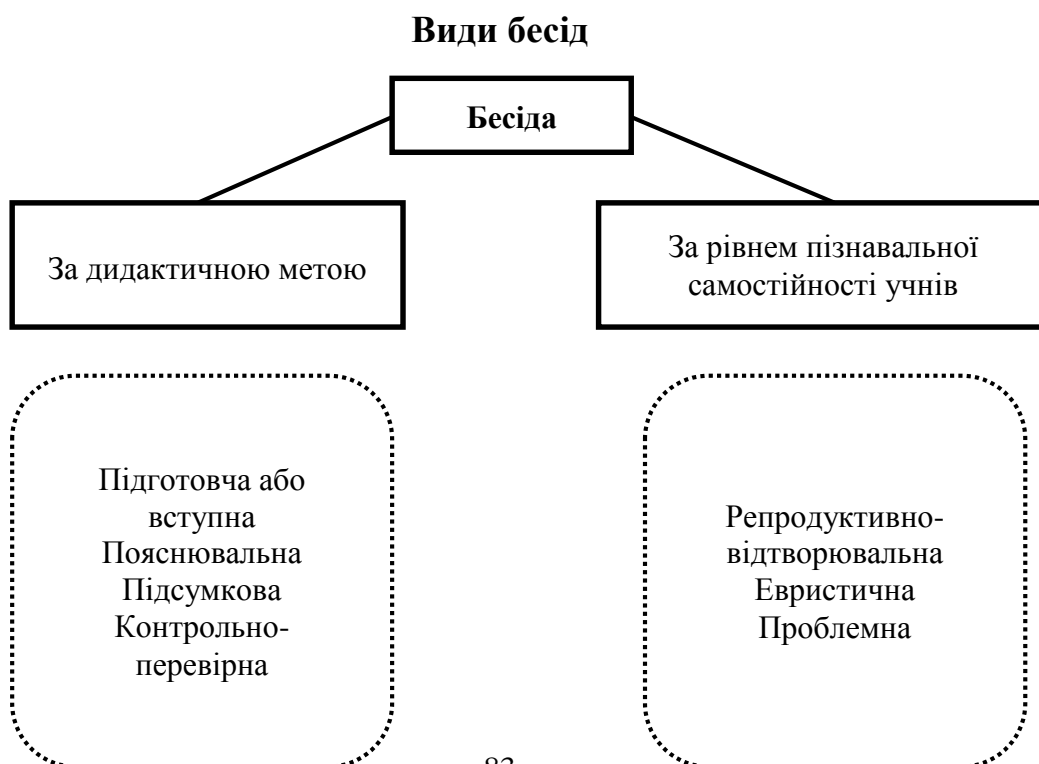 Види бесід
Бесіда
За дидактичною метою
За рівнем пізнавальної
самостійності учнів
Підготовча або
вступна
Пояснювальна
Підсумкова
Контрольно-
перевірна
Репродуктивно-
відтворювальна
Евристична
Проблемна
83